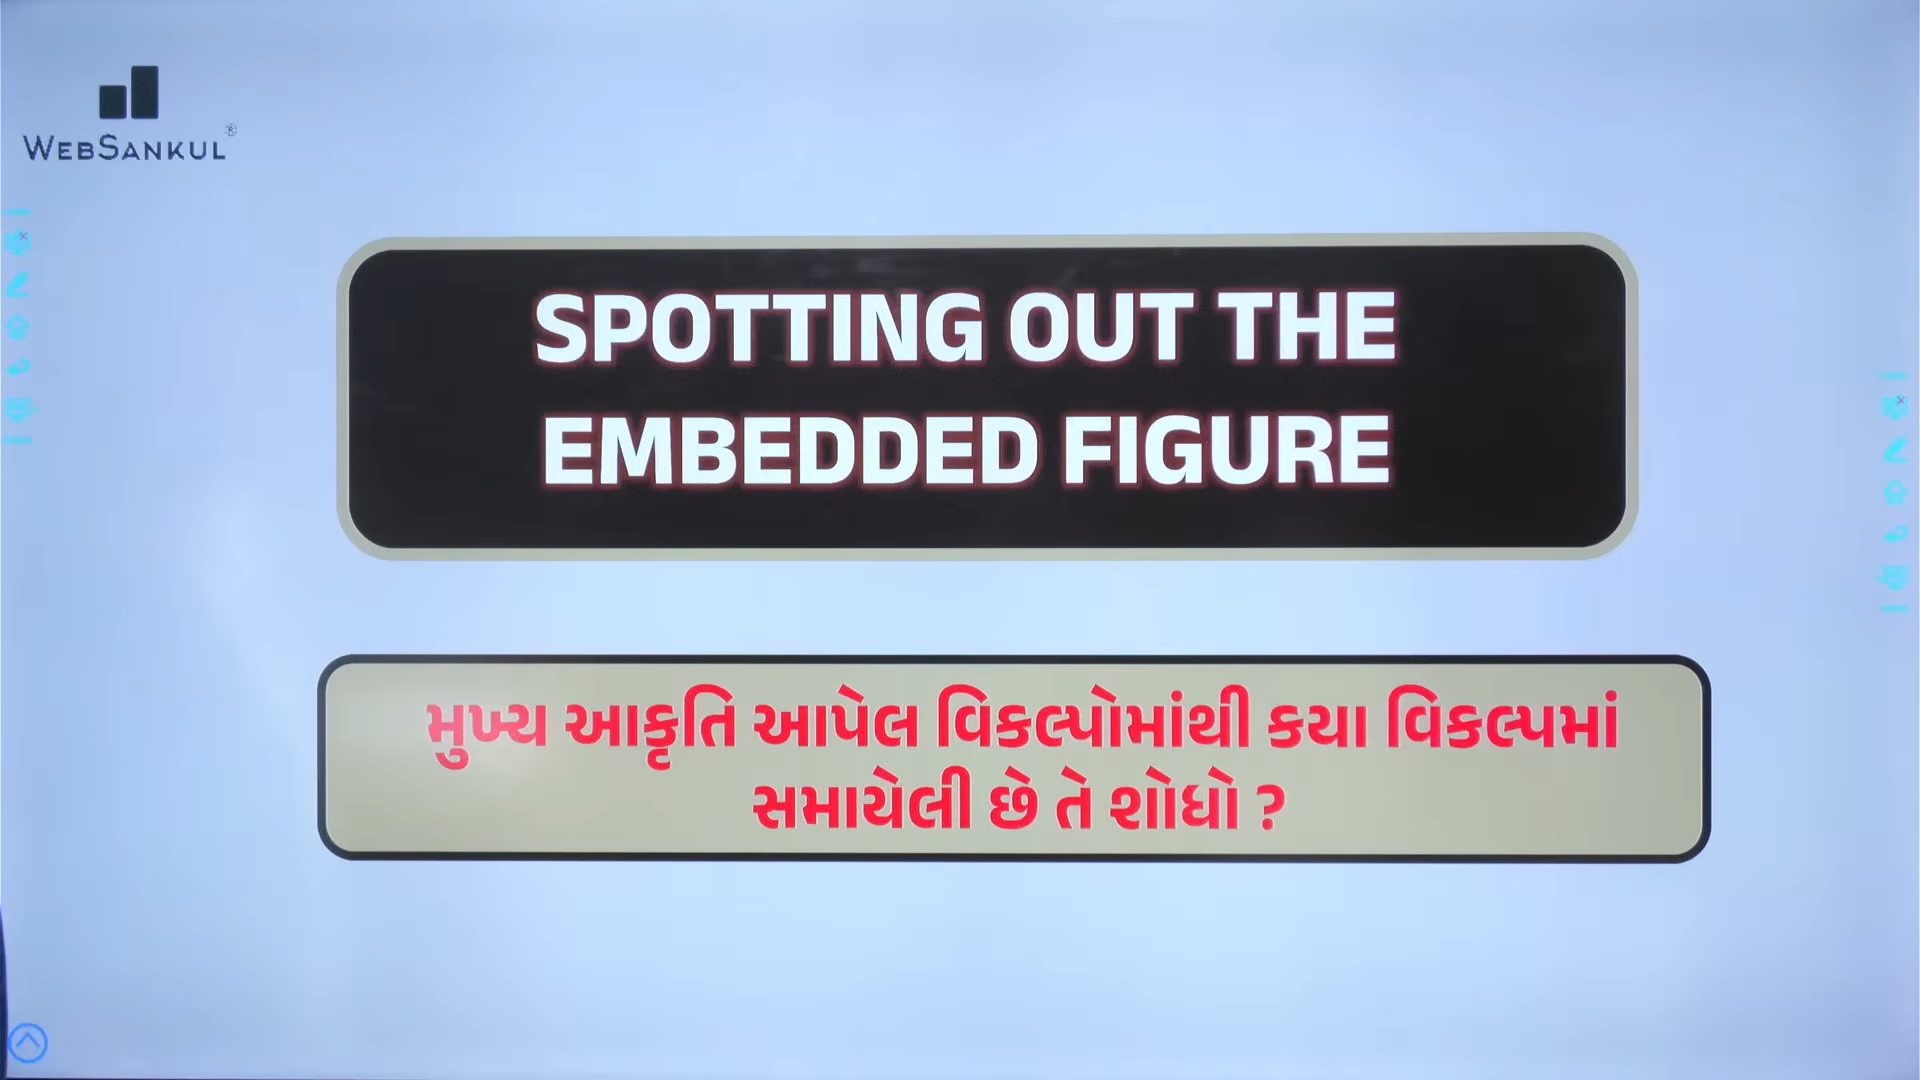 WEBSANKUL®
SPOTTING OUT THE
EMBEDDED FIGURE
મુખ્ય આકૃતિ આપેલ વિકલ્પોમાંથી કયા વિકલ્પમાં
સમાયેલી છે તે શોધો ?